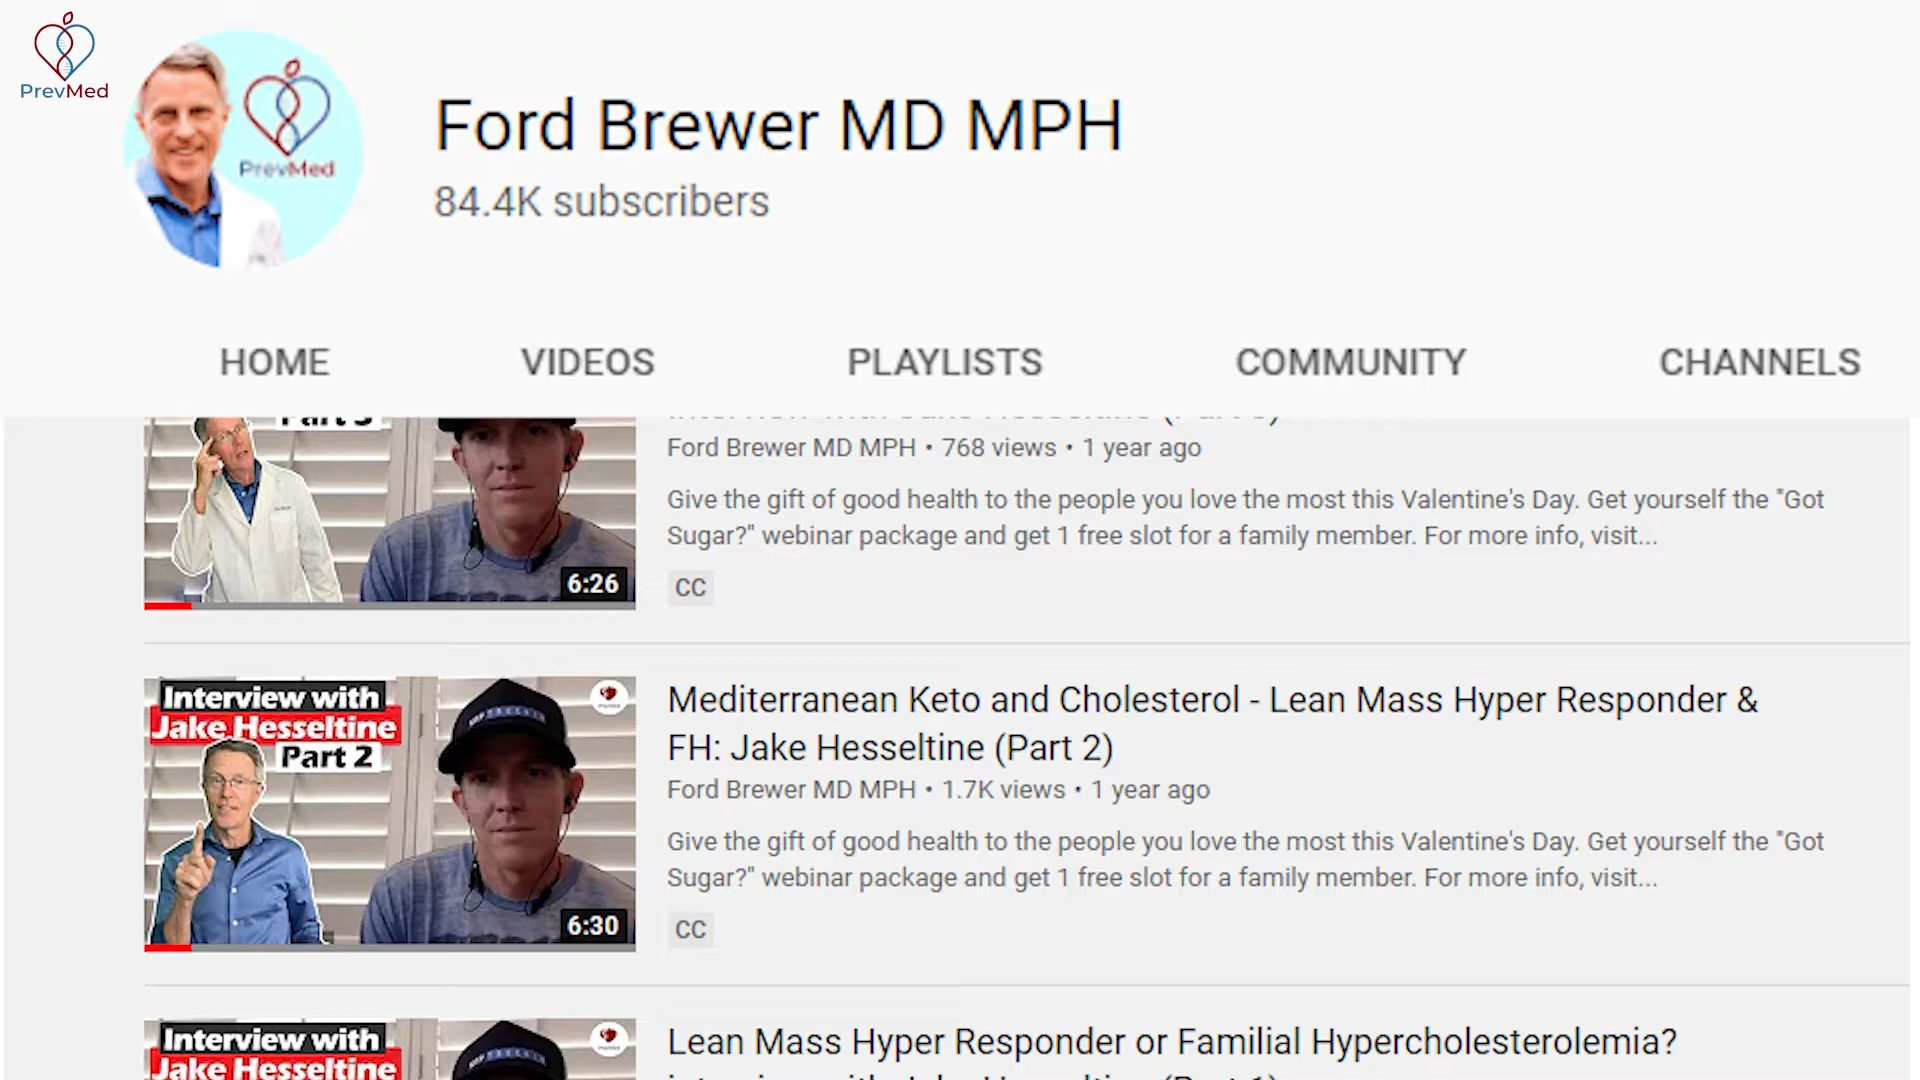 PrevMed
PrevMed
Ford Brewer MD MPH
84.4K subscribers
HOME VIDEOS PLAYLISTS COMMUNITY CHANNELS
Part 3
Ford Brewer MD MPH • 768 views • 1 year ago
Give the gift of good health to the people you love the most this Valentine's Day. Get yourself the "Got
Sugar?" webinar package and get 1 free slot for a family member. For more info, visit...
6:26
CC
Interview with
Jake Hesseltine
Part 2
6:30
Mediterranean Keto and Cholesterol - Lean Mass Hyper Responder &
FH: Jake Hesseltine (Part 2)
Ford Brewer MD MPH • 1.7K views • 1 year ago
Give the gift of good health to the people you love the most this Valentine's Day. Get yourself the "Got
Sugar?" webinar package and get 1 free slot for a family member. For more info, visit...
CC
Interview with
Jake Hesseltine
Lean Mass Hyper Responder or Familial Hypercholesterolemia?